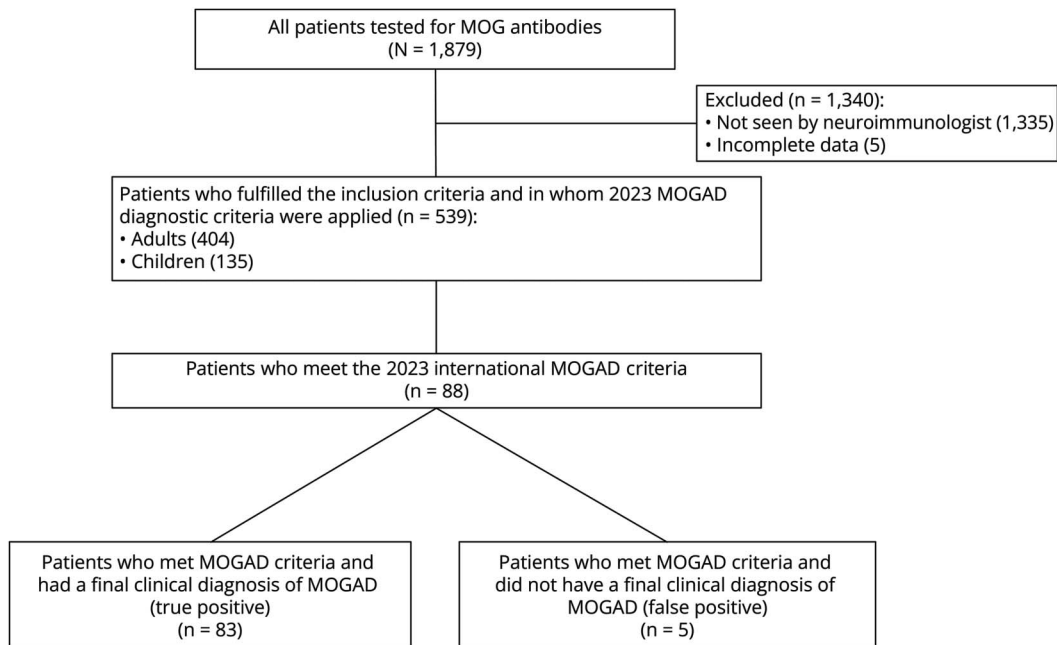 All patients tested for MOG antibodies
(N = 1,879)
Excluded (n = 1,340):
• Not seen by neuroimmunologist (1,335)
• Incomplete data (5)
Patients who fulfilled the inclusion criteria and in whom 2023 MOGAD
diagnostic criteria were applied (n = 539):
• Adults (404)
• Children (135)
Patients who meet the 2023 international MOGAD criteria
(n = 88)
Patients who met MOGAD criteria and
had a final clinical diagnosis of MOGAD
(true positive)
(n = 83)
Patients who met MOGAD criteria and
did not have a final clinical diagnosis of
MOGAD (false positive)
(n = 5)